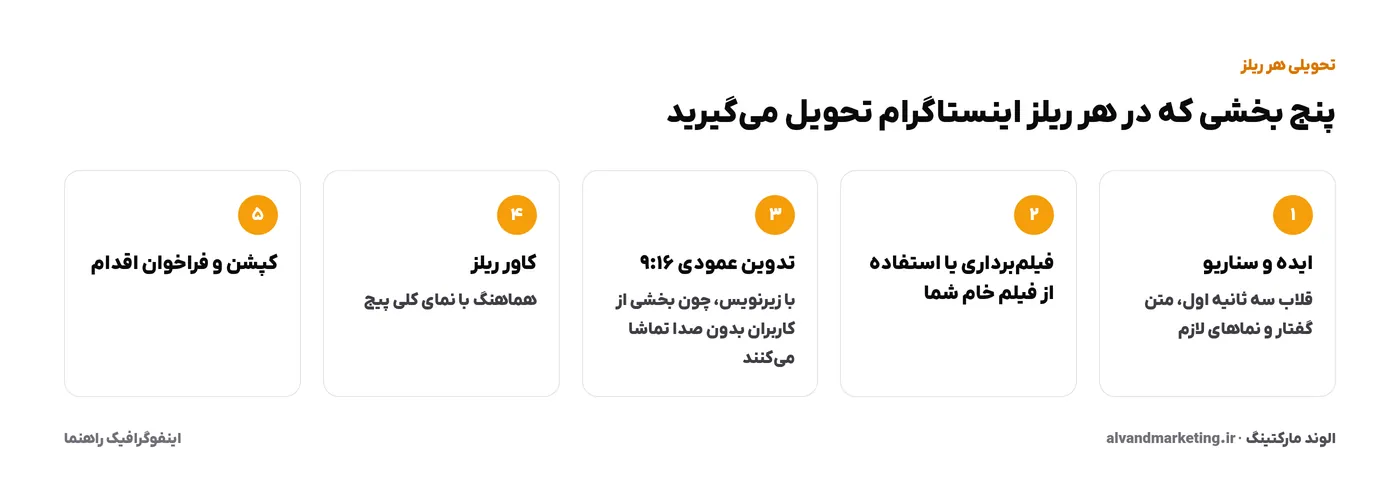 تحویلی هر ریلز
پنج بخشی که در هر ریلز اینستاگرام تحویل می‌گیرید
۱
ایده و سناریو
قلاب سه ثانیه اول، متن
گفتار و نماهای لازم
۲
فیلم‌برداری یا استفاده
از فیلم خام شما
۳
تدوین عمودی ۹:۱۶
با زیرنویس، چون بخشی از
کاربران بدون صدا تماشا
می‌کنند
۴
کاور ریلز
هماهنگ با نمای کلی پیج
۵
کپشن و فراخوان اقدام
الوند مارکتینگ · alvandmarketing.ir
اینفوگرافیک راهنما